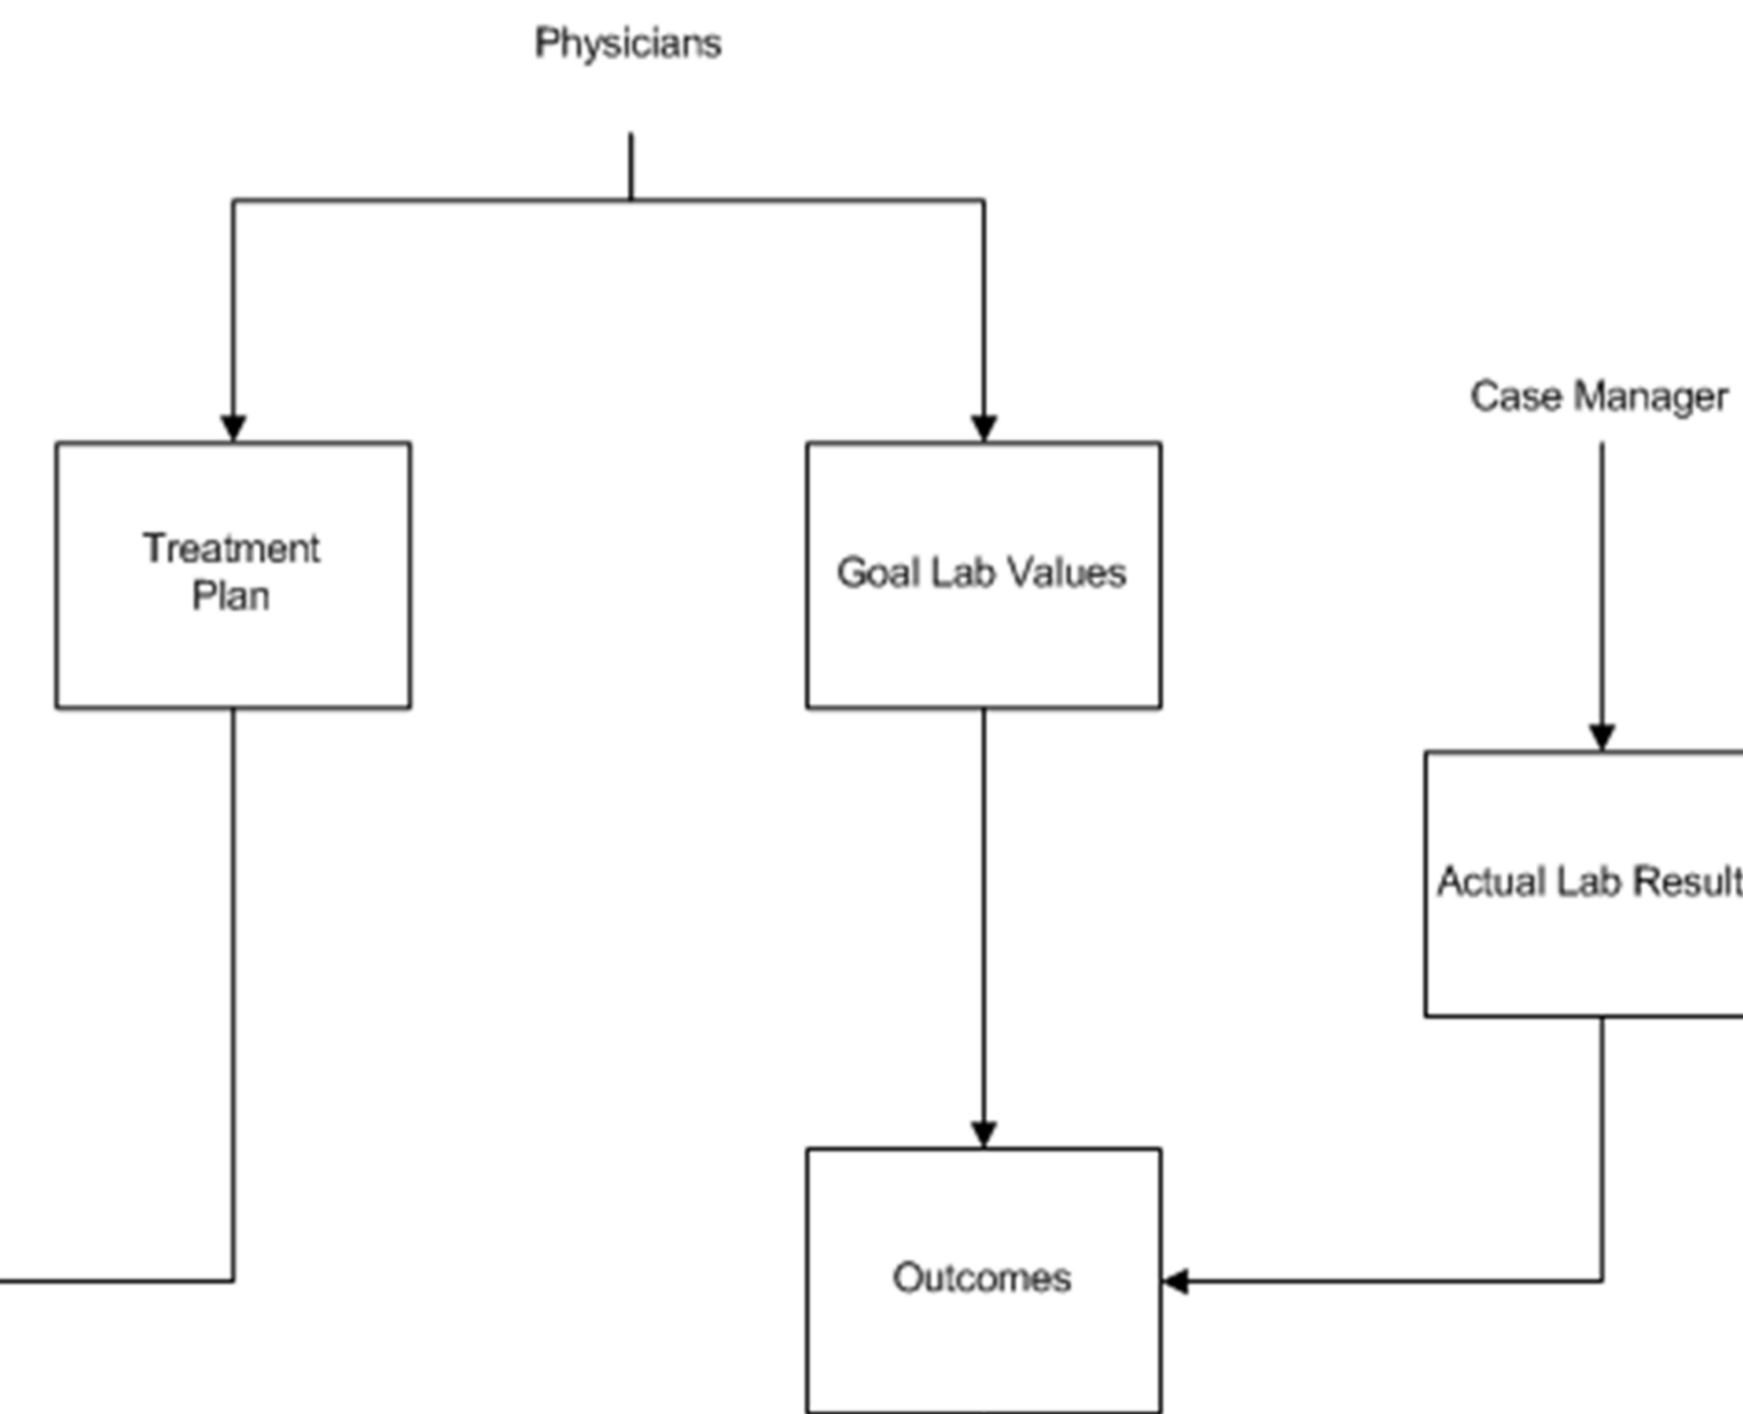 Physicians
Case Manager
Treatment
Plan
Goal Lab Values
Actual Lab Result
Outcomes